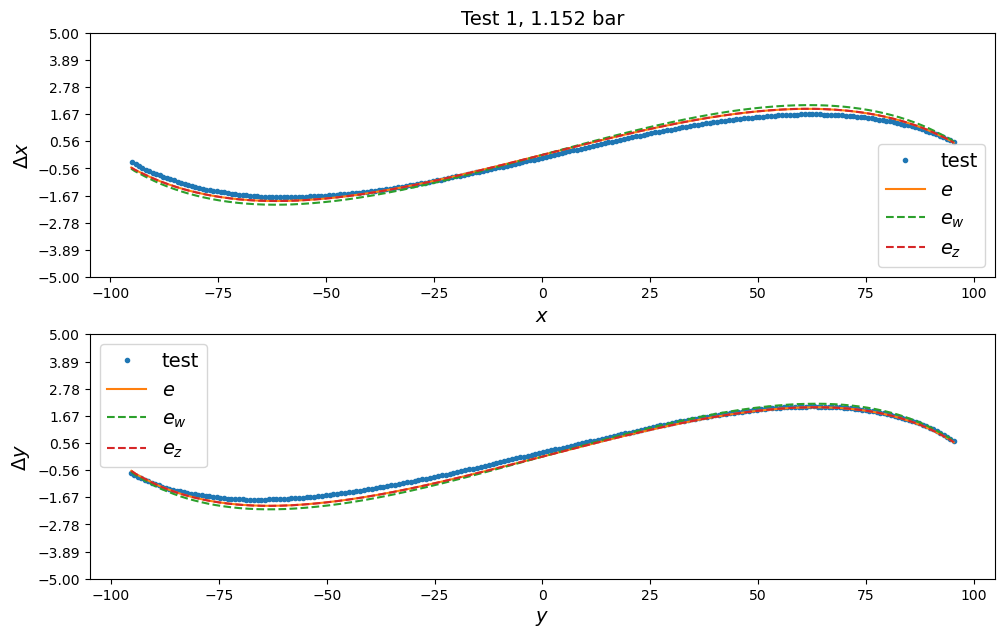 Test 1, 1.152 bar
5.00
3.89
2.78
1.67
0.56
−0.56
−1.67
−2.78
−3.89
−5.00
Δx
test
e
e_w
e_z
−100 −75 −50 −25 0 25 50 75 100
x
5.00
3.89
2.78
1.67
0.56
−0.56
−1.67
−2.78
−3.89
−5.00
Δy
test
e
e_w
e_z
−100 −75 −50 −25 0 25 50 75 100
y